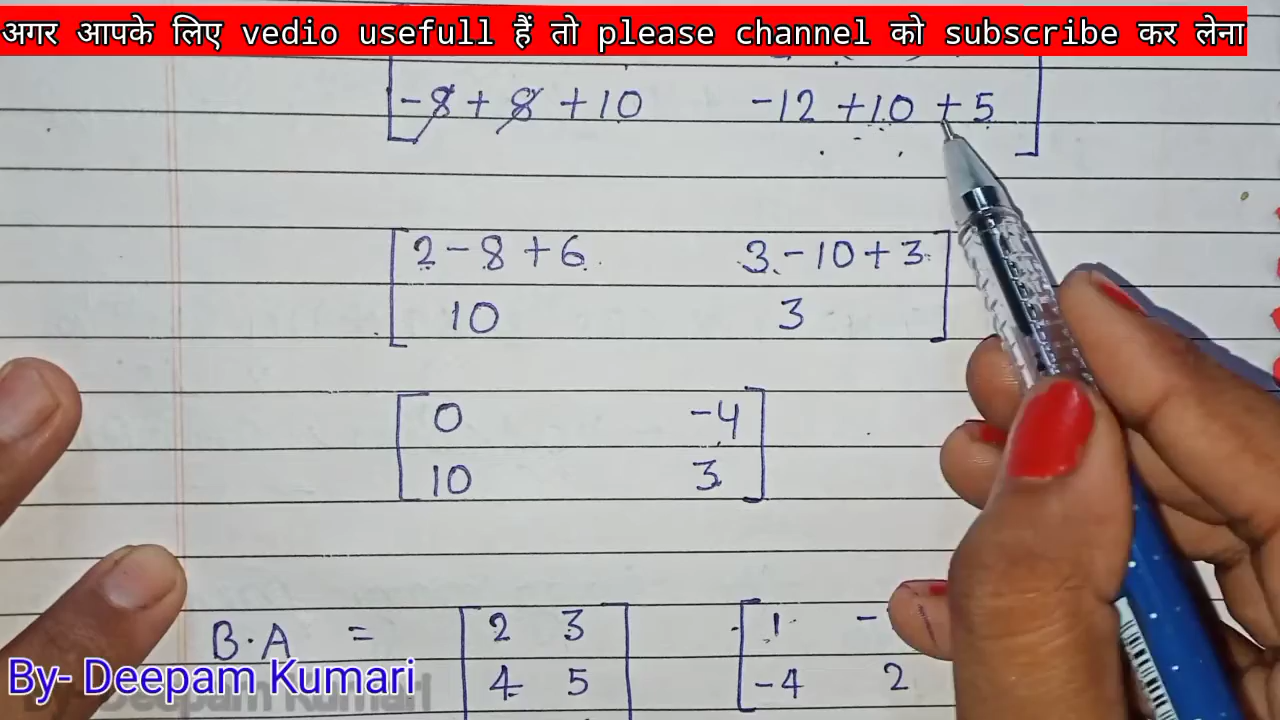 अगर आपके लिए vedio usefull हैं तो please channel को subscribe कर लेना
-8 + 8 + 10 -12 + 10 + 5
2 - 8 + 6 3 - 10 + 3
10 3
0 -4
10 3
B.A = 2 3 1 -
4 5 -4 2
By- Deepam Kumari